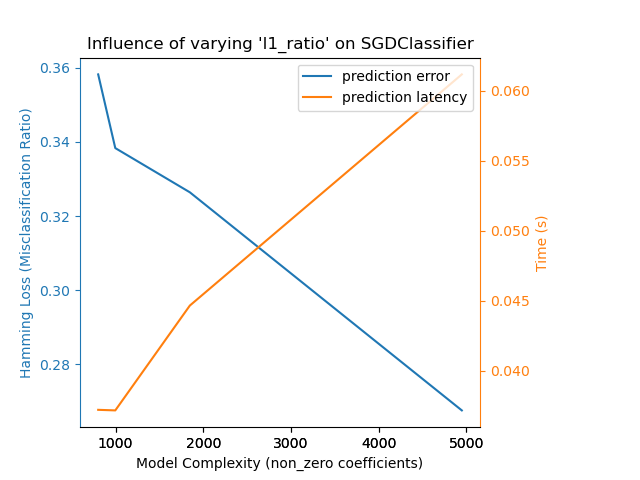 Influence of varying 'l1_ratio' on SGDClassifier
prediction error
prediction latency
0.36
0.34
0.32
0.30
0.28
Hamming Loss (Misclassification Ratio)
0.060
0.055
0.050
0.045
0.040
Time (s)
1000 2000 3000 4000 5000
Model Complexity (non_zero coefficients)